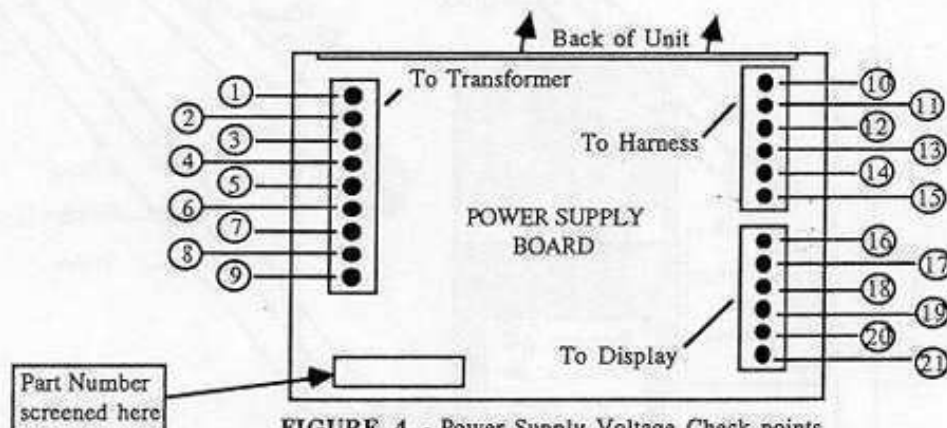 Back of Unit
To Transformer
1
2
3
4
5
6
7
8
9
10
11
12
13
14
15
To Harness
POWER SUPPLY
BOARD
16
17
18
19
20
21
To Display
Part Number
screened here
FIGURE 4 - Power Supply Voltage Check points